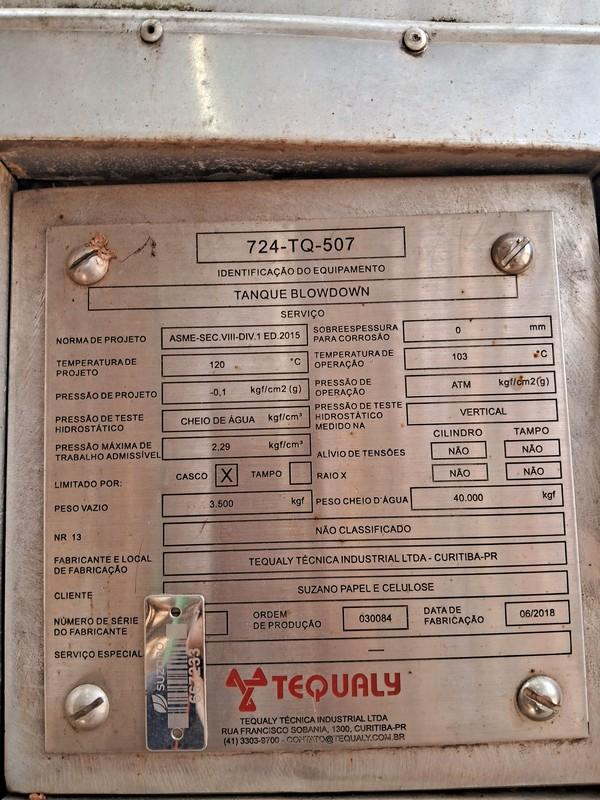 724-TQ-507
IDENTIFICAÇÃO DO EQUIPAMENTO
TANQUE BLOWDOWN
SERVIÇO
NORMA DE PROJETO ASME-SEC.VIII-DIV.1 ED.2015 SOBREESPESSURA PARA CORROSÃO 0 mm
TEMPERATURA DE PROJETO 120 °C TEMPERATURA DE OPERAÇÃO 103 °C
PRESSÃO DE PROJETO -0,1 kgf/cm2 (g) PRESSÃO DE OPERAÇÃO ATM kgf/cm2(g)
PRESSÃO DE TESTE HIDROSTÁTICO CHEIO DE ÁGUA kgf/cm² PRESSÃO DE TESTE HIDROSTÁTICO MEDIDO NA VERTICAL
PRESSÃO MÁXIMA DE TRABALHO ADMISSÍVEL 2,29 kgf/cm²
CILINDRO TAMPO
ALÍVIO DE TENSÕES NÃO NÃO
LIMITADO POR: CASCO X TAMPO RAIO X NÃO NÃO
PESO VAZIO 3.500 kgf PESO CHEIO D'ÁGUA 40.000 kgf
NR 13 NÃO CLASSIFICADO
FABRICANTE E LOCAL DE FABRICAÇÃO TEQUALY TÉCNICA INDUSTRIAL LTDA - CURITIBA-PR
CLIENTE SUZANO PAPEL E CELULOSE
NÚMERO DE SÉRIE DO FABRICANTE ORDEM DE PRODUÇÃO 030084 DATA DE FABRICAÇÃO 06/2018
SERVIÇO ESPECIAL —
SUZANO
TEQUALY
TEQUALY TÉCNICA INDUSTRIAL LTDA
RUA FRANCISCO SOBANIA, 1300, CURITIBA-PR
(41) 3303-9700 - CONTATO@TEQUALY.COM.BR